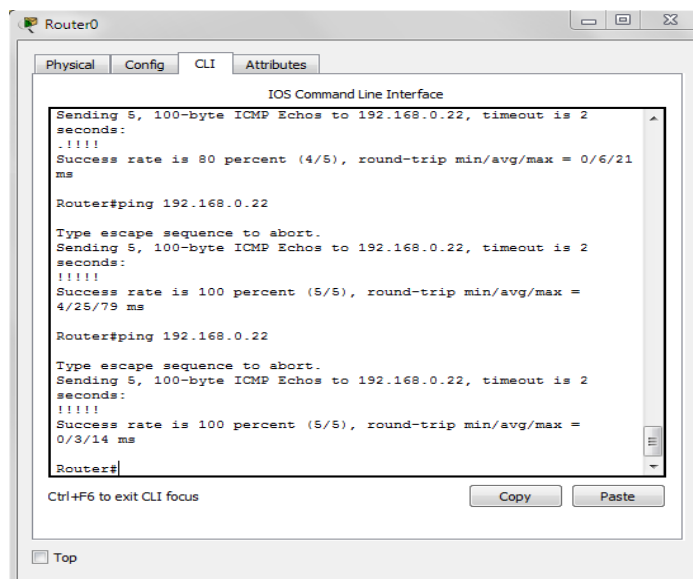 Router0
Physical Config CLI Attributes
IOS Command Line Interface
Sending 5, 100-byte ICMP Echos to 192.168.0.22, timeout is 2
seconds:
.!!!!
Success rate is 80 percent (4/5), round-trip min/avg/max = 0/6/21
ms
Router#ping 192.168.0.22
Type escape sequence to abort.
Sending 5, 100-byte ICMP Echos to 192.168.0.22, timeout is 2
seconds:
!!!!!
Success rate is 100 percent (5/5), round-trip min/avg/max =
4/25/79 ms
Router#ping 192.168.0.22
Type escape sequence to abort.
Sending 5, 100-byte ICMP Echos to 192.168.0.22, timeout is 2
seconds:
!!!!!
Success rate is 100 percent (5/5), round-trip min/avg/max =
0/3/14 ms
Router#
Ctrl+F6 to exit CLI focus
Copy Paste
Top